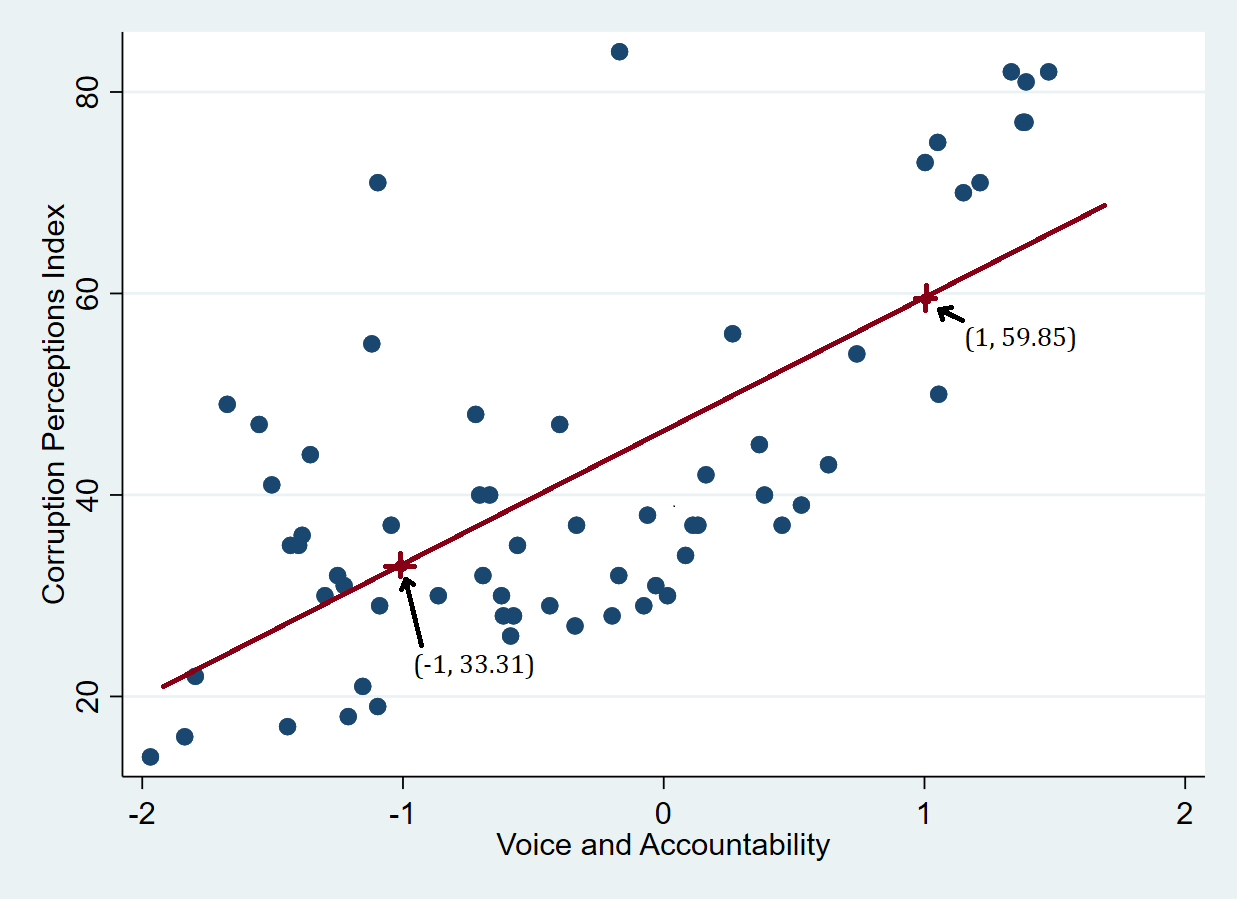 80
60
40
20
Corruption Perceptions Index
(1, 59.85)
(-1, 33.31)
-2 -1 0 1 2
Voice and Accountability